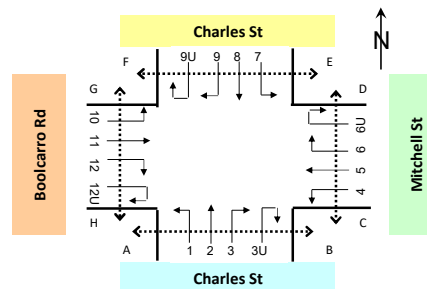 Charles St
N
F
9U 9 8 7
E
G
D
Boolcarro Rd
10
11
12
12U
6U
6
5
4
Mitchell St
H
C
A
1 2 3 3U
B
Charles St